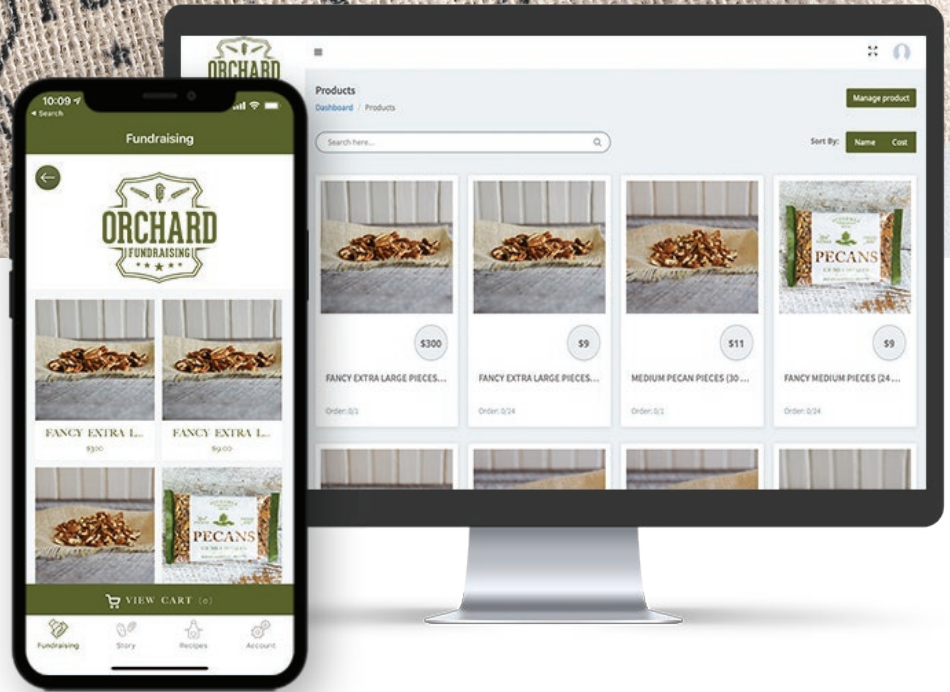 10:09
Search
Fundraising
ORCHARD
FUNDRAISING
FANCY EXTRA L...
$300
FANCY EXTRA L...
$9.00
PECANS
VIEW CART (0)
Fundraising
Story
Recipes
Account
ORCHARD
Products
Dashboard / Products
Manage product
Search here...
Sort By:
Name
Cost
$300
FANCY EXTRA LARGE PIECES...
Order: 0/1
$9
FANCY EXTRA LARGE PIECES...
Order: 0/24
$11
MEDIUM PECAN PIECES (30 ...
Order: 0/1
PECANS
$9
FANCY MEDIUM PIECES (24 ...
Order: 0/24